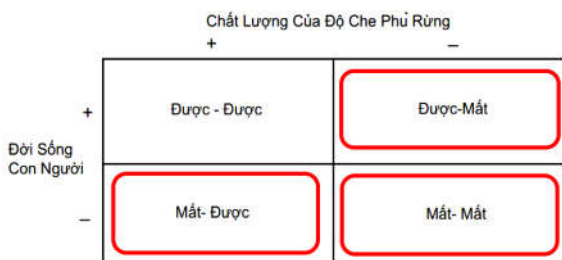 Chất Lượng Của Độ Che Phủ Rừng
+ –
+ Được - Được Được-Mất
Đời Sống
Con Người
– Mất- Được Mất- Mất